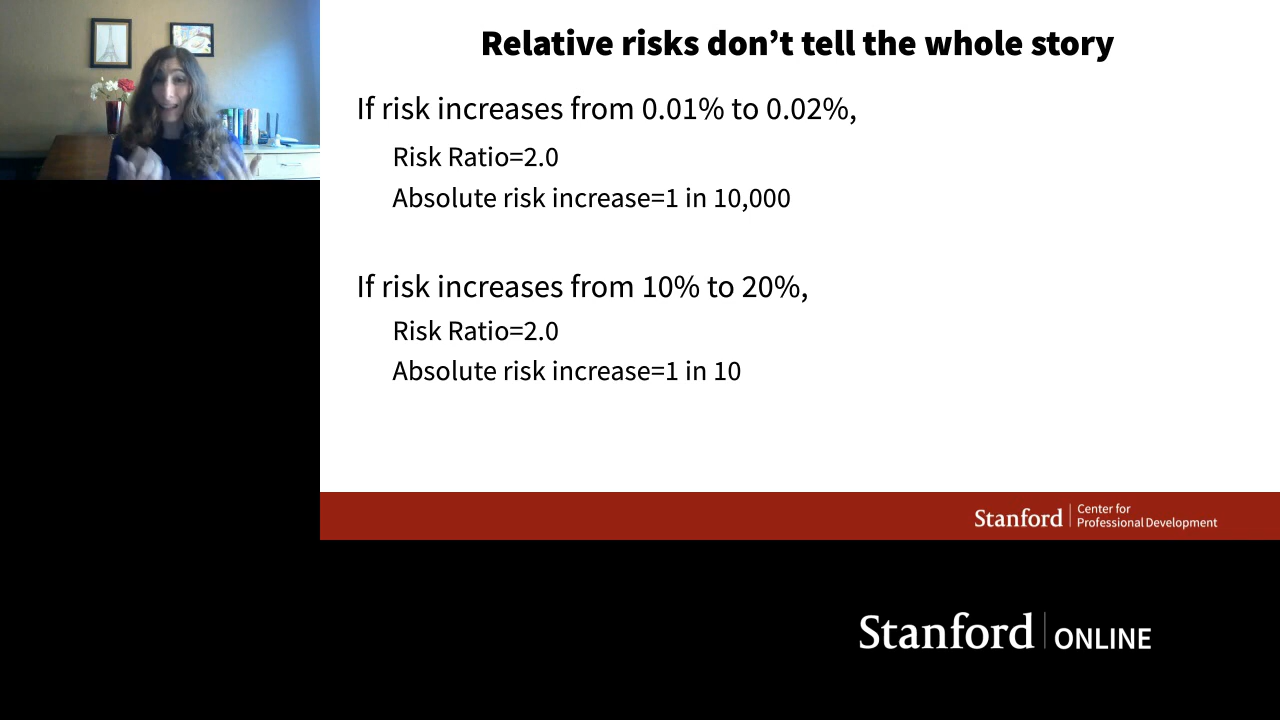 Relative risks don’t tell the whole story
If risk increases from 0.01% to 0.02%,
Risk Ratio=2.0
Absolute risk increase=1 in 10,000
If risk increases from 10% to 20%,
Risk Ratio=2.0
Absolute risk increase=1 in 10
Stanford
Center for
Professional Development
Stanford ONLINE